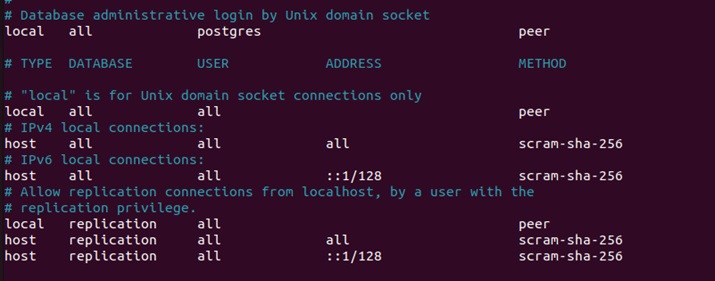 #
# Database administrative login by Unix domain socket
local   all             postgres                                peer
# TYPE  DATABASE        USER            ADDRESS                 METHOD
# "local" is for Unix domain socket connections only
local   all             all                                     peer
# IPv4 local connections:
host    all             all             all                     scram-sha-256
# IPv6 local connections:
host    all             all             ::1/128                 scram-sha-256
# Allow replication connections from localhost, by a user with the
# replication privilege.
local   replication     all                                     peer
host    replication     all             all                     scram-sha-256
host    replication     all             ::1/128                 scram-sha-256